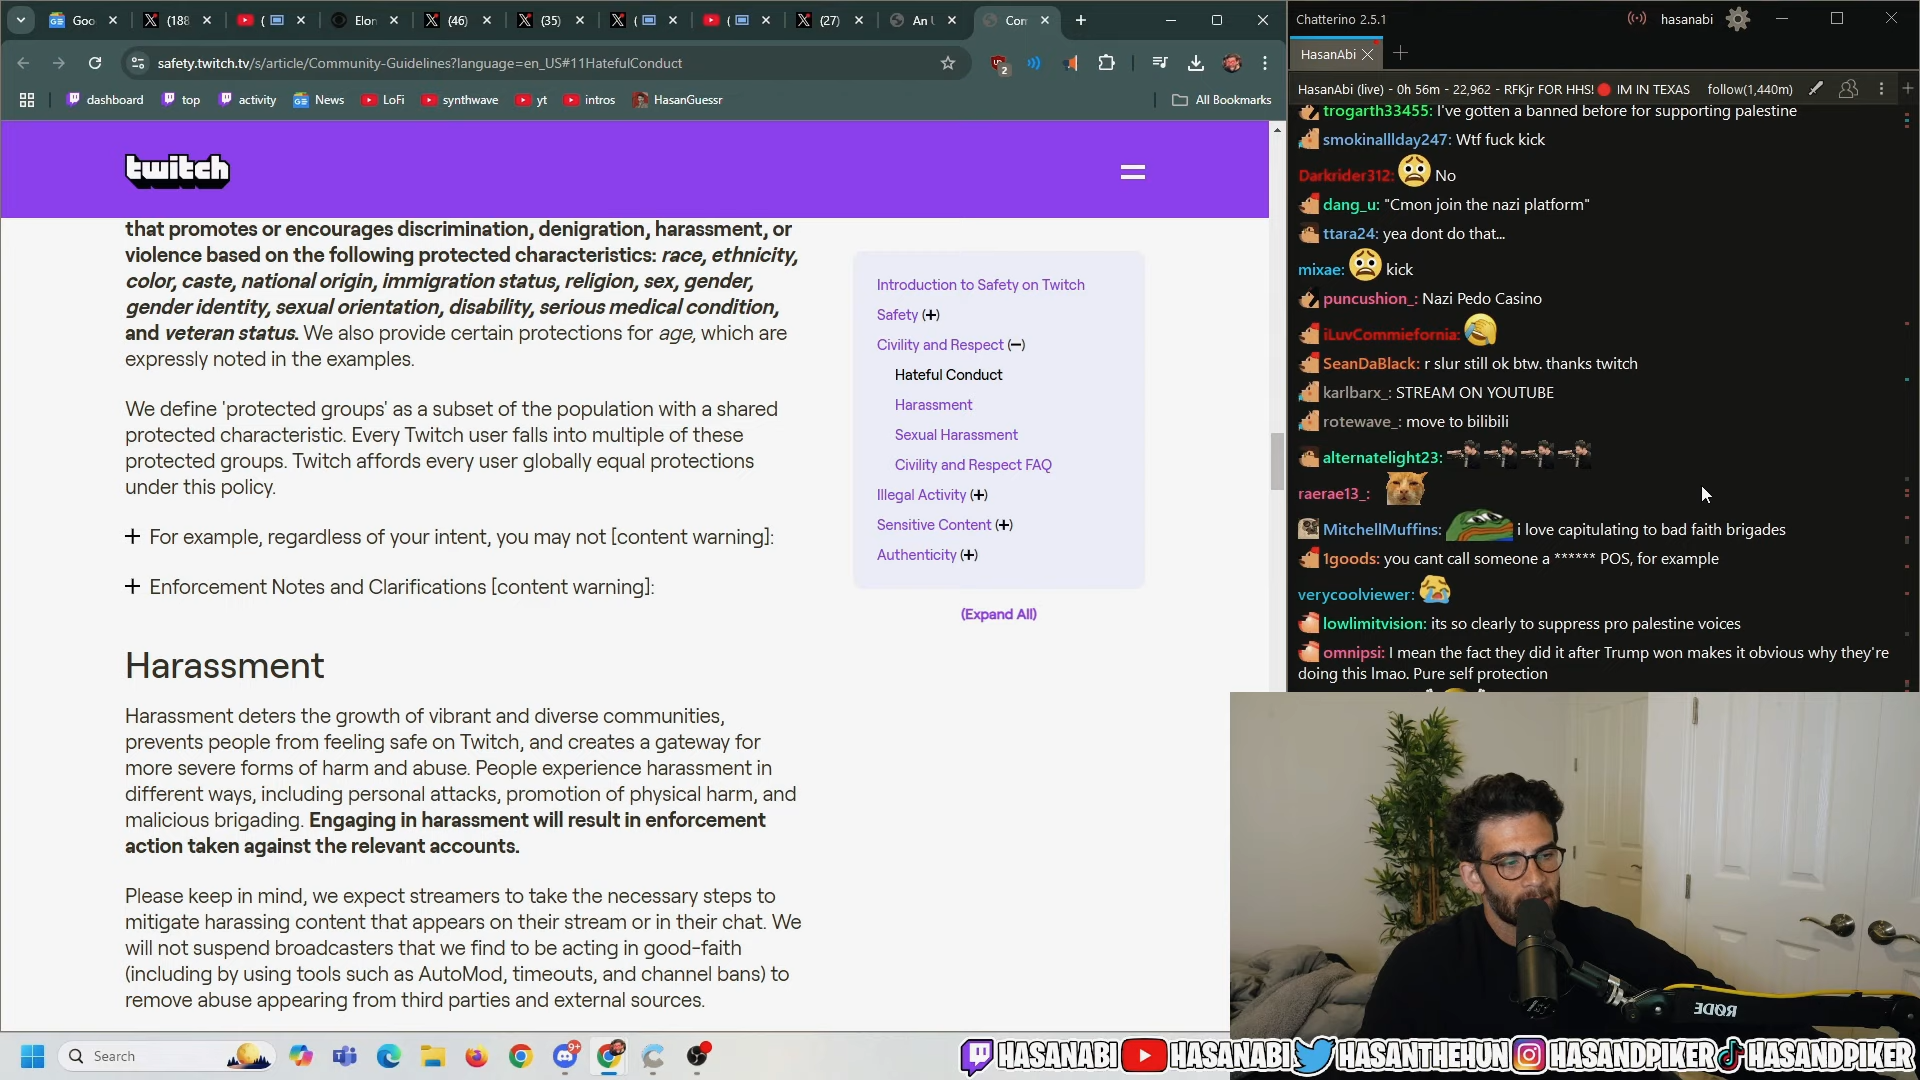 Goo
(188
(
Elon
(46)
(35)
(
(
(27)
An U
Com
safety.twitch.tv/s/article/Community-Guidelines?language=en_US#11HatefulConduct
2
dashboard
top
activity
News
LoFi
synthwave
yt
intros
HasanGuessr
All Bookmarks
twitch
that promotes or encourages discrimination, denigration, harassment, or
violence based on the following protected characteristics: race, ethnicity,
color, caste, national origin, immigration status, religion, sex, gender,
gender identity, sexual orientation, disability, serious medical condition,
and veteran status. We also provide certain protections for age, which are
expressly noted in the examples.
We define 'protected groups' as a subset of the population with a shared
protected characteristic. Every Twitch user falls into multiple of these
protected groups. Twitch affords every user globally equal protections
under this policy.
+ For example, regardless of your intent, you may not [content warning]:
+ Enforcement Notes and Clarifications [content warning]:
Harassment
Harassment deters the growth of vibrant and diverse communities,
prevents people from feeling safe on Twitch, and creates a gateway for
more severe forms of harm and abuse. People experience harassment in
different ways, including personal attacks, promotion of physical harm, and
malicious brigading. Engaging in harassment will result in enforcement
action taken against the relevant accounts.
Please keep in mind, we expect streamers to take the necessary steps to
mitigate harassing content that appears on their stream or in their chat. We
will not suspend broadcasters that we find to be acting in good-faith
(including by using tools such as AutoMod, timeouts, and channel bans) to
remove abuse appearing from third parties and external sources.
Introduction to Safety on Twitch
Safety (+)
Civility and Respect (−)
Hateful Conduct
Harassment
Sexual Harassment
Civility and Respect FAQ
Illegal Activity (+)
Sensitive Content (+)
Authenticity (+)
(Expand All)
Chatterino 2.5.1
hasanabi
HasanAbi
HasanAbi (live) - 0h 56m - 22,962 - RFKjr FOR HHS! IM IN TEXAS follow(1,440m)
trogarth33455: I've gotten a banned before for supporting palestine
smokinalllday247: Wtf fuck kick
Darkrider312: No
dang_u: "Cmon join the nazi platform"
ttara24: yea dont do that...
mixae: kick
puncushion_: Nazi Pedo Casino
iLuvCommiefornia:
SeanDaBlack: r slur still ok btw. thanks twitch
karlbarx_: STREAM ON YOUTUBE
rotewave_: move to bilibili
alternatelight23:
raerae13_:
MitchellMuffins: i love capitulating to bad faith brigades
1goods: you cant call someone a ****** POS, for example
verycoolviewer:
lowlimitvision: its so clearly to suppress pro palestine voices
omnipsi: I mean the fact they did it after Trump won makes it obvious why they're
doing this lmao. Pure self protection
RØDE
Search
9+
HASANABI
HASANABI
HASANTHEHUN
HASANDPIKER
HASANDPIKER